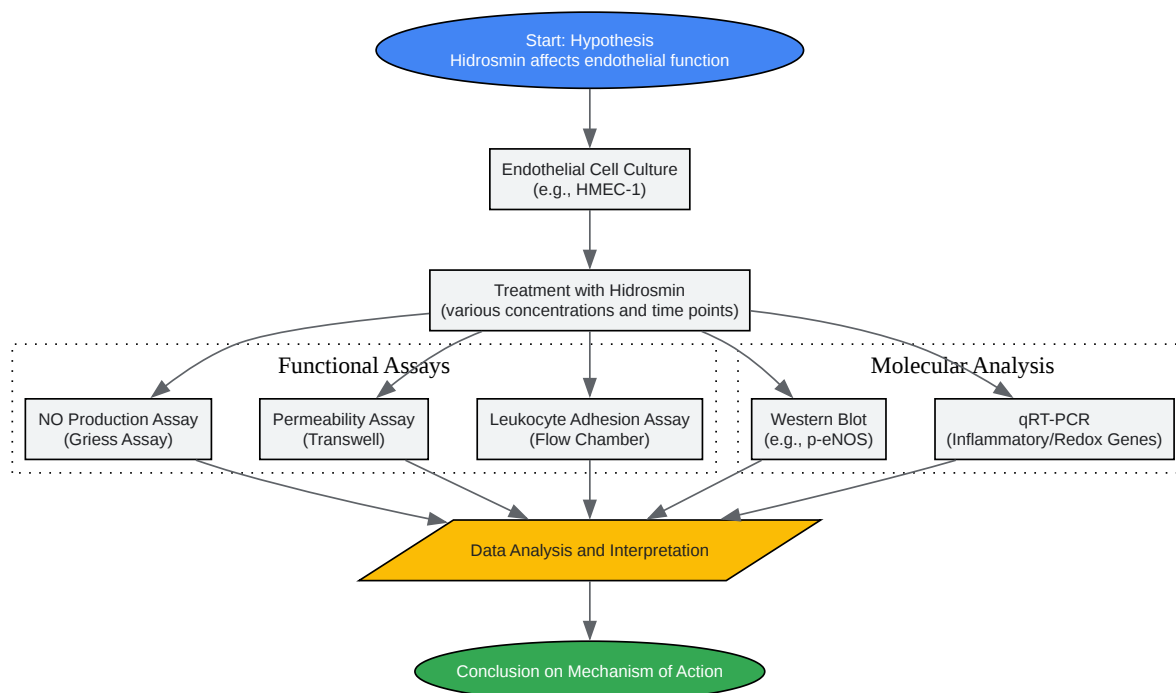 Start: Hypothesis
Hidrosmin affects endothelial function
Endothelial Cell Culture
(e.g., HMEC-1)
Treatment with Hidrosmin
(various concentrations and time points)
Functional Assays
Molecular Analysis
NO Production Assay
(Griess Assay)
Permeability Assay
(Transwell)
Leukocyte Adhesion Assay
(Flow Chamber)
Western Blot
(e.g., p-eNOS)
qRT-PCR
(Inflammatory/Redox Genes)
Data Analysis and Interpretation
Conclusion on Mechanism of Action